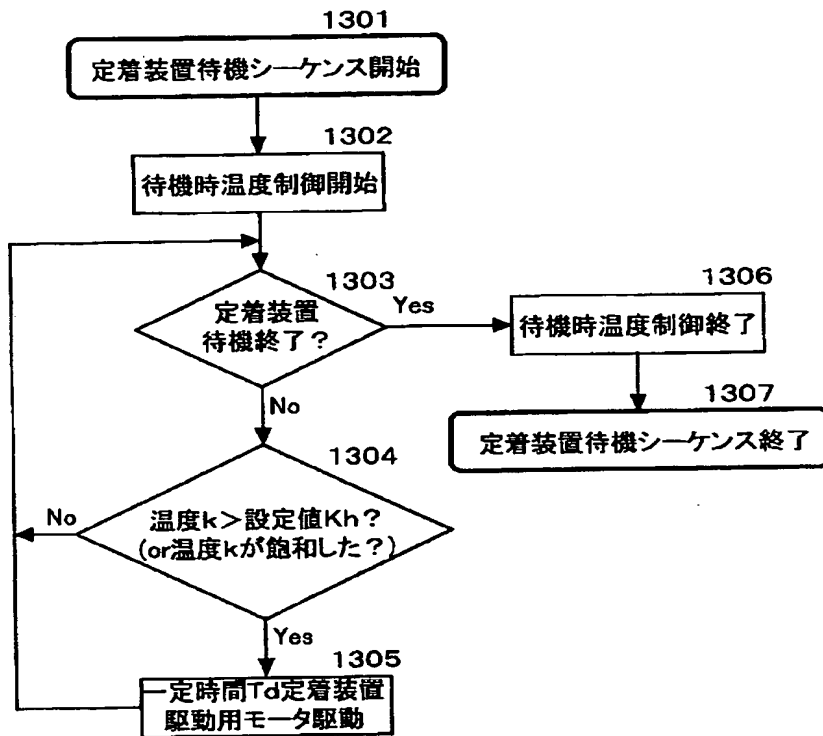 1301
定着装置待機シーケンス開始
1302
待機時温度制御開始
1303
定着装置
待機終了？
Yes
1306
待機時温度制御終了
1307
定着装置待機シーケンス終了
No
1304
温度k＞設定値Kh？
(or温度kが飽和した？)
No
Yes
1305
一定時間Td定着装置
駆動用モータ駆動